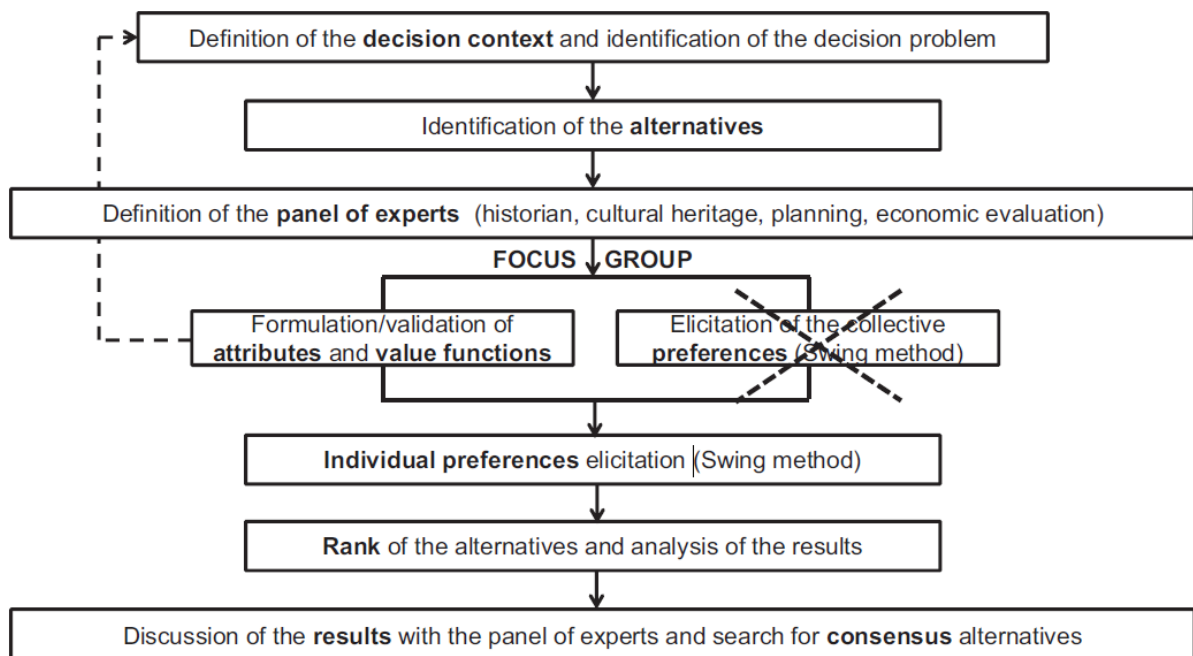 Definition of the decision context and identification of the decision problem
Identification of the alternatives
Definition of the panel of experts (historian, cultural heritage, planning, economic evaluation)
FOCUS GROUP
Formulation/validation of
attributes and value functions
Elicitation of the collective
preferences (Swing method)
Individual preferences elicitation (Swing method)
Rank of the alternatives and analysis of the results
Discussion of the results with the panel of experts and search for consensus alternatives